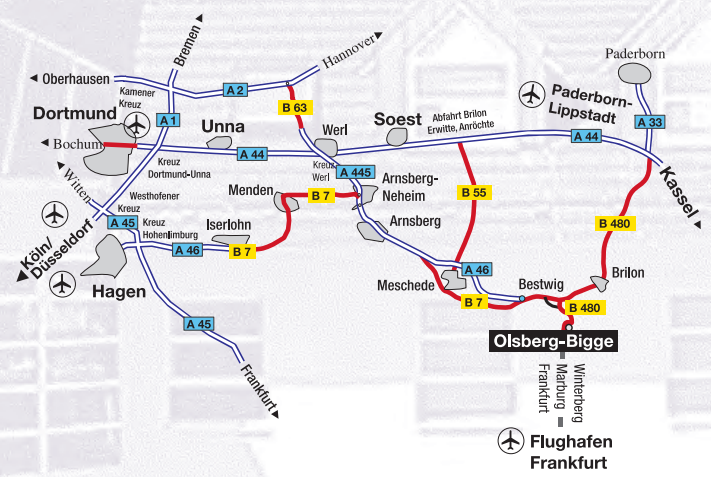 Bremen
Hannover
Paderborn
Oberhausen
A 2
Kamener
Kreuz
B 63
Dortmund
A 1
Paderborn-
Lippstadt
A 33
Unna
Werl
Soest
Abfahrt Brilon
Erwitte, Anröchte
A 44
Bochum
A 44
Kreuz
Dortmund-Unna
Kreuz
Werl
A 445
Kassel
Witten
Westhofener
Kreuz
Menden
B 7
Arnsberg-
Neheim
B 55
A 45
Kreuz
Hohenlimburg
Iserlohn
Arnsberg
B 480
Köln/
Düsseldorf
A 46
B 7
A 46
Hagen
Meschede
B 7
Bestwig
Brilon
B 480
A 45
Olsberg-Bigge
Frankfurt
Winterberg
Marburg
Frankfurt
Flughafen
Frankfurt